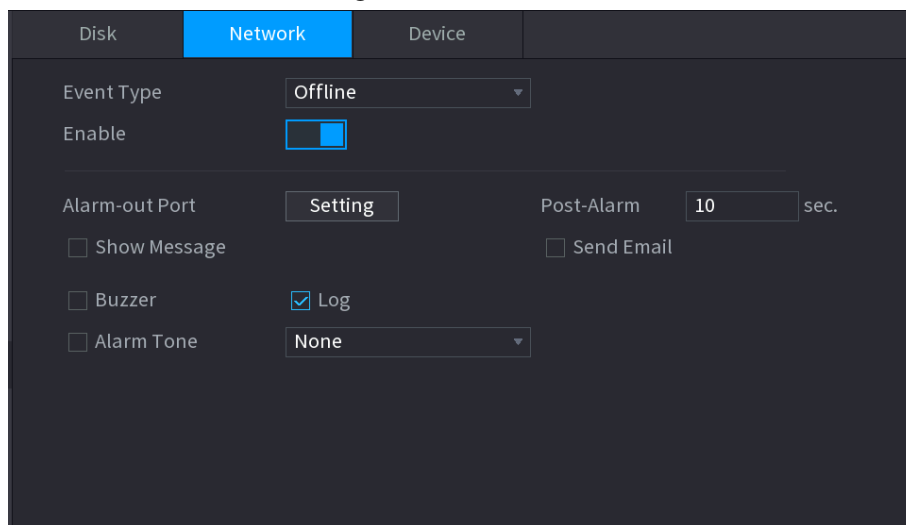 Disk Network Device
Event Type Offline
Enable
Alarm-out Port Setting Post-Alarm 10 sec.
Show Message Send Email
Buzzer Log
Alarm Tone None